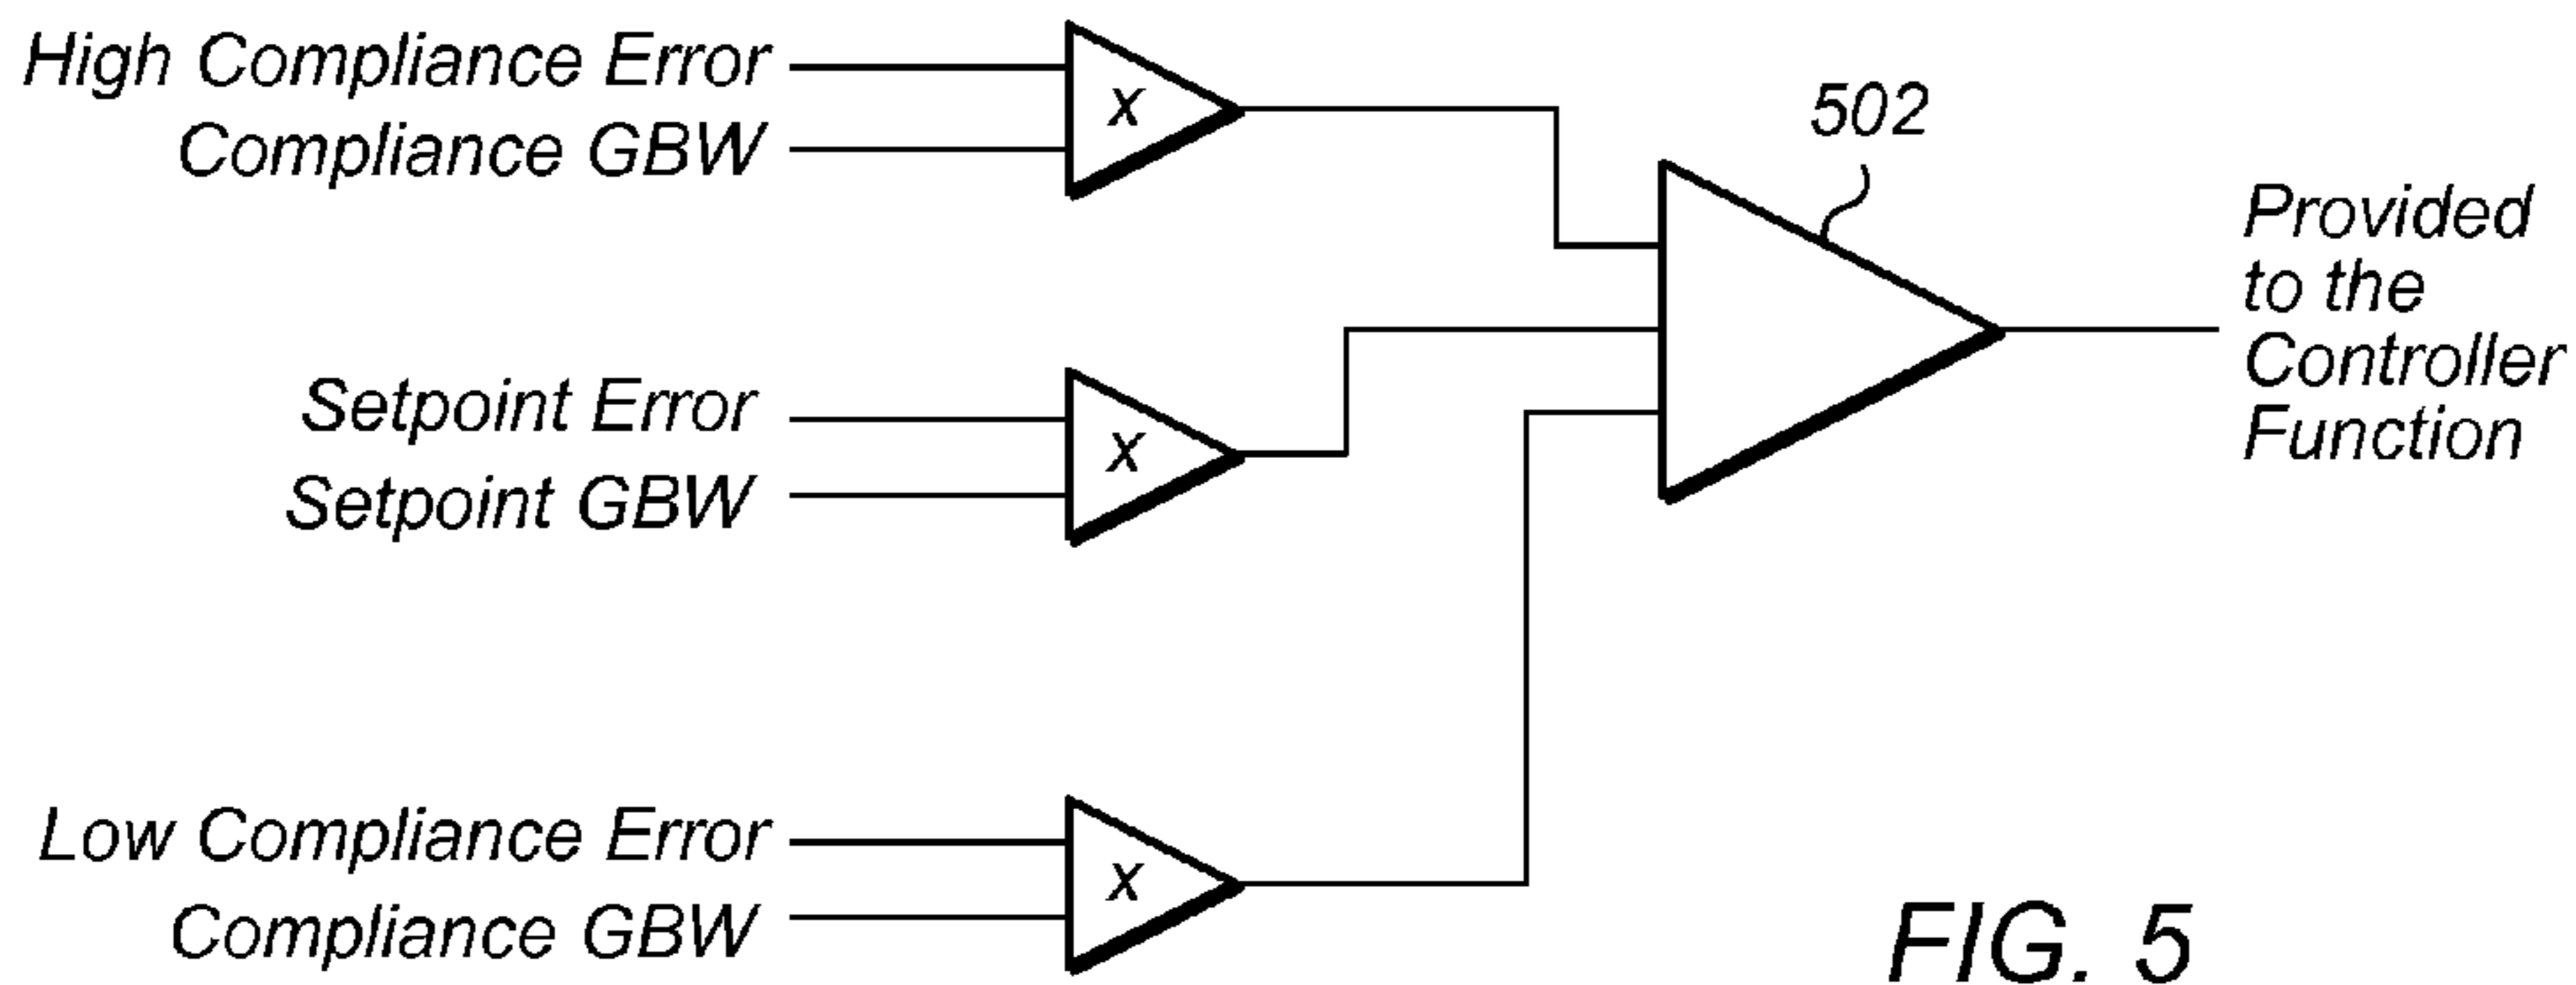 High Compliance Error
Compliance GBW
x
502
Provided
to the
Controller
Function
Setpoint Error
Setpoint GBW
x
Low Compliance Error
Compliance GBW
x
FIG. 5